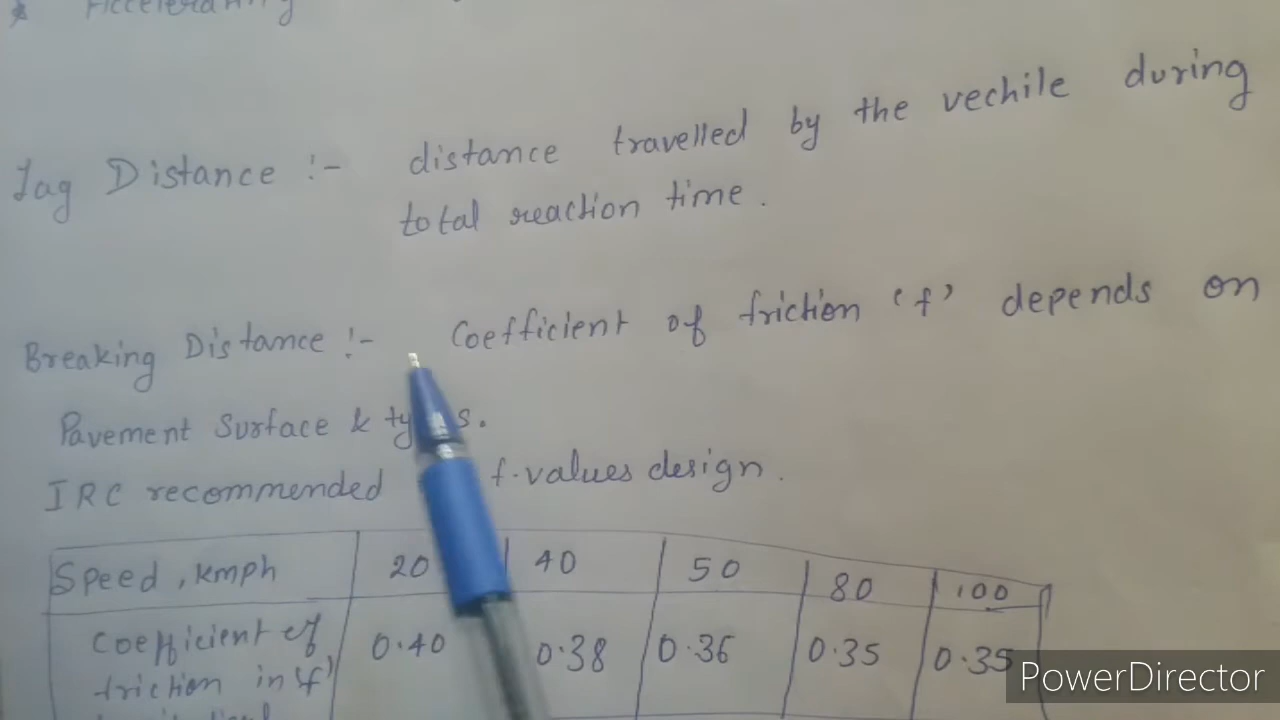 Accelerating
Lag Distance :- distance travelled by the vechile during
total reaction time.
Breaking Distance :- Coefficient of friction 'f' depends on
Pavement Surface &
IRC recommended f-values design.
Speed, kmph 20 40 50 80 100
Coefficient of 0.40 0.38 0.36 0.35 0.35
friction in 'f'
PowerDirector